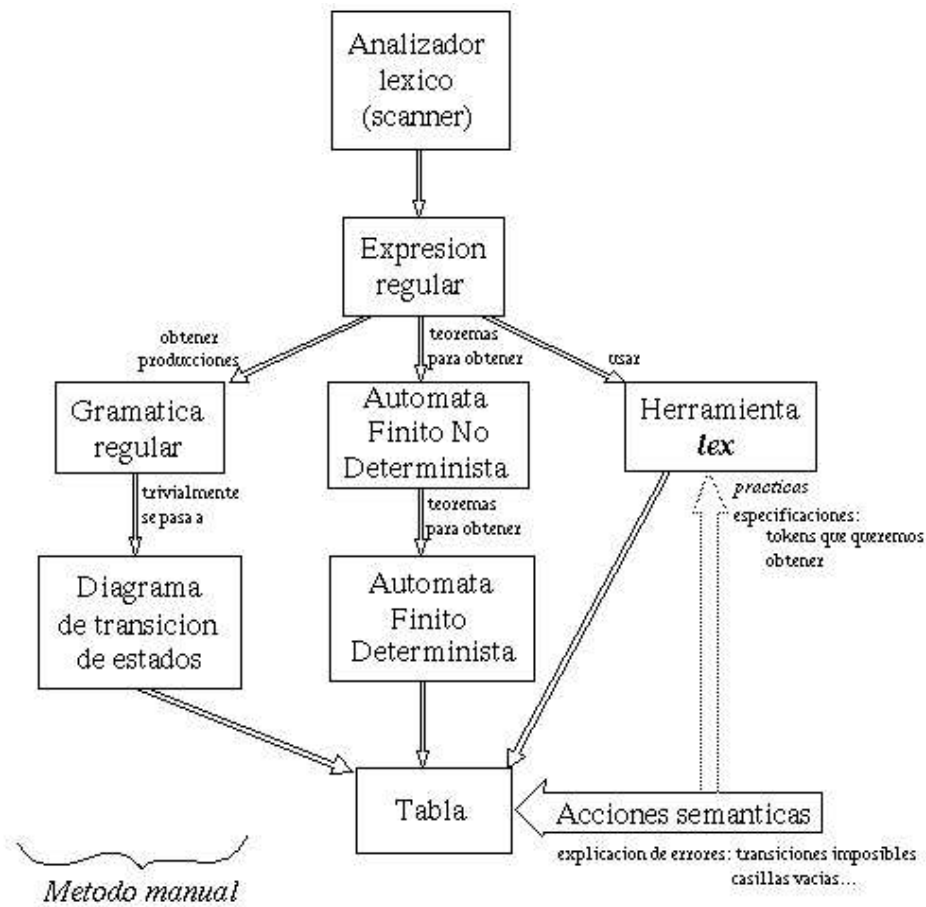 Analizador
lexico
(scanner)
Expresion
regular
obtener
producciones
teoremas
para obtener
usar
Gramatica
regular
Automata
Finito No
Determinista
Herramienta
lex
trivialmente
se pasa a
teoremas
para obtener
practicas
especificaciones:
tokens que queremos
obtener
Diagrama
de transicion
de estados
Automata
Finito
Determinista
Tabla
Acciones semanticas
explicacion de errores: transiciones imposibles
casillas vacias...
Metodo manual